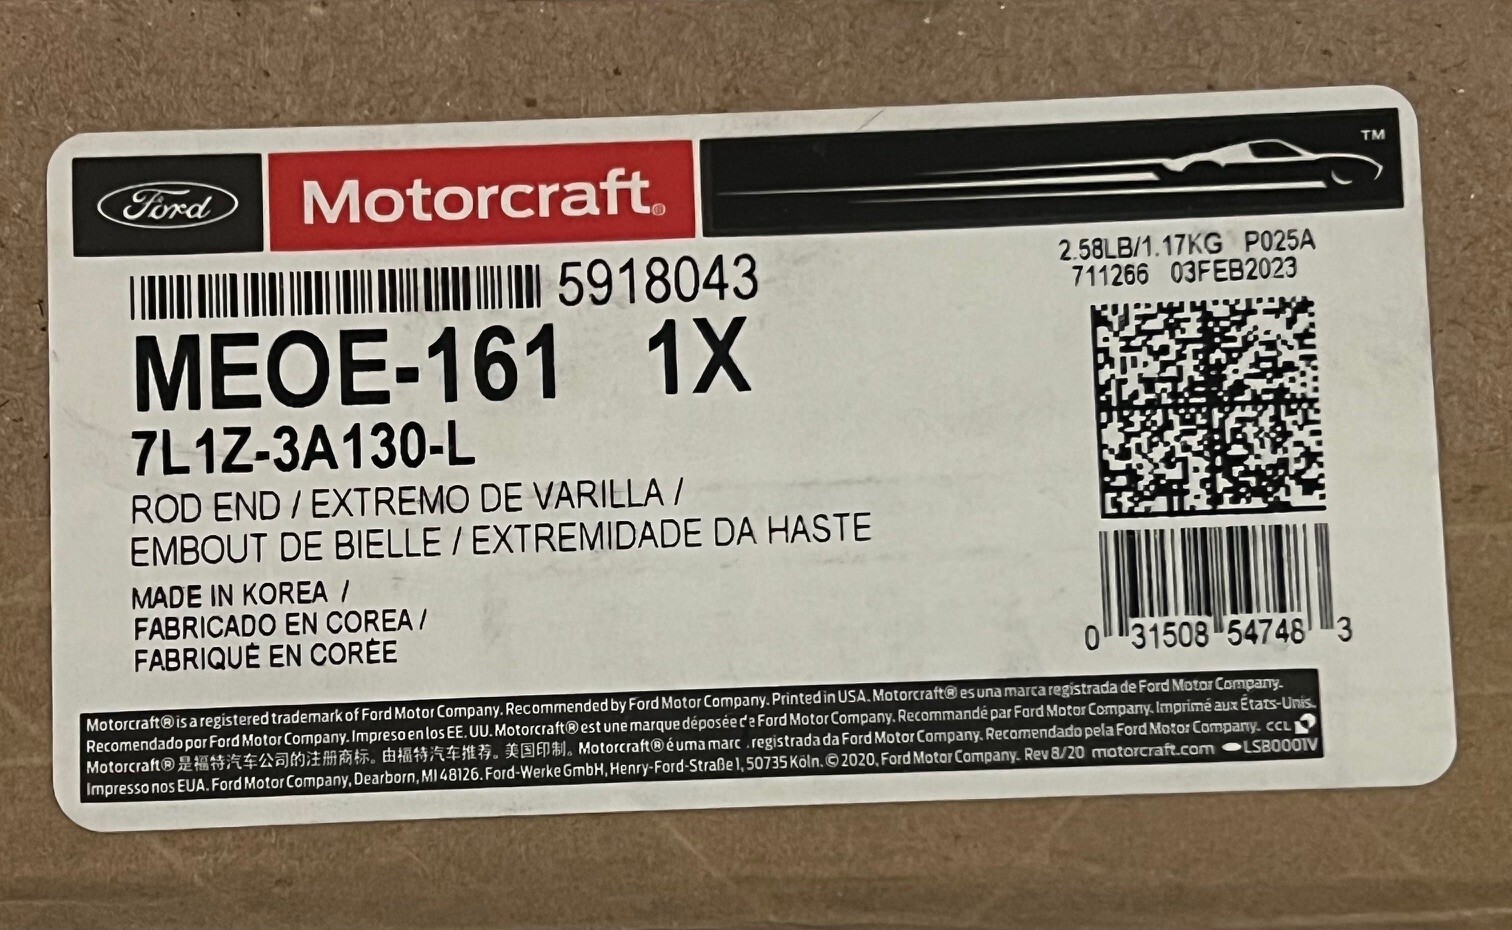 Ford
Motorcraft®
TM
5918043
MEOE-161 1X
7L1Z-3A130-L
ROD END / EXTREMO DE VARILLA /
EMBOUT DE BIELLE / EXTREMIDADE DA HASTE
MADE IN KOREA /
FABRICADO EN COREA /
FABRIQUÉ EN CORÉE
2.58LB/1.17KG P025A
711266 03FEB2023
0 31508 54748 3
Motorcraft® is a registered trademark of Ford Motor Company. Recommended by Ford Motor Company. Printed in USA. Motorcraft® es una marca registrada de Ford Motor Company.
Recomendado por Ford Motor Company. Impreso en los EE. UU. Motorcraft® est une marque déposée de Ford Motor Company. Recommandé par Ford Motor Company. Imprimé aux États-Unis.
Motorcraft® 是福特汽车公司的注册商标。由福特汽车推荐。美国印制。Motorcraft® é uma marc registrada da Ford Motor Company. Recomendado pela Ford Motor Company. CCL
Impresso nos EUA. Ford Motor Company, Dearborn, MI 48126. Ford-Werke GmbH, Henry-Ford-Straße 1, 50735 Köln. © 2020, Ford Motor Company. Rev 8/20 motorcraft.com LSB0001V